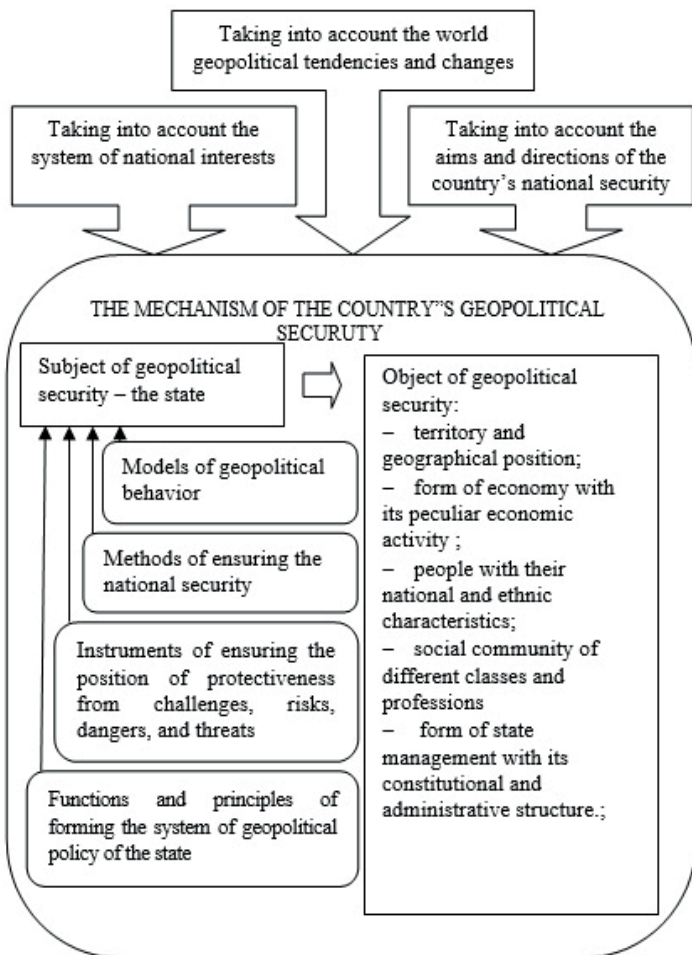 Taking into account the world
geopolitical tendencies and changes
Taking into account the
system of national interests
Taking into account the
aims and directions of the
country’s national security
THE MECHANISM OF THE COUNTRY”S GEOPOLITICAL
SECURUTY
Subject of geopolitical
security – the state
Models of geopolitical
behavior
Methods of ensuring the
national security
Instruments of ensuring the
position of protectiveness
from challenges, risks,
dangers, and threats
Functions and principles of
forming the system of geopolitical
policy of the state
Object of geopolitical
security:
– territory and
geographical position;
– form of economy with
its peculiar economic
activity ;
– people with their
national and ethnic
characteristics;
– social community of
different classes and
professions
– form of state
management with its
constitutional and
administrative structure.;